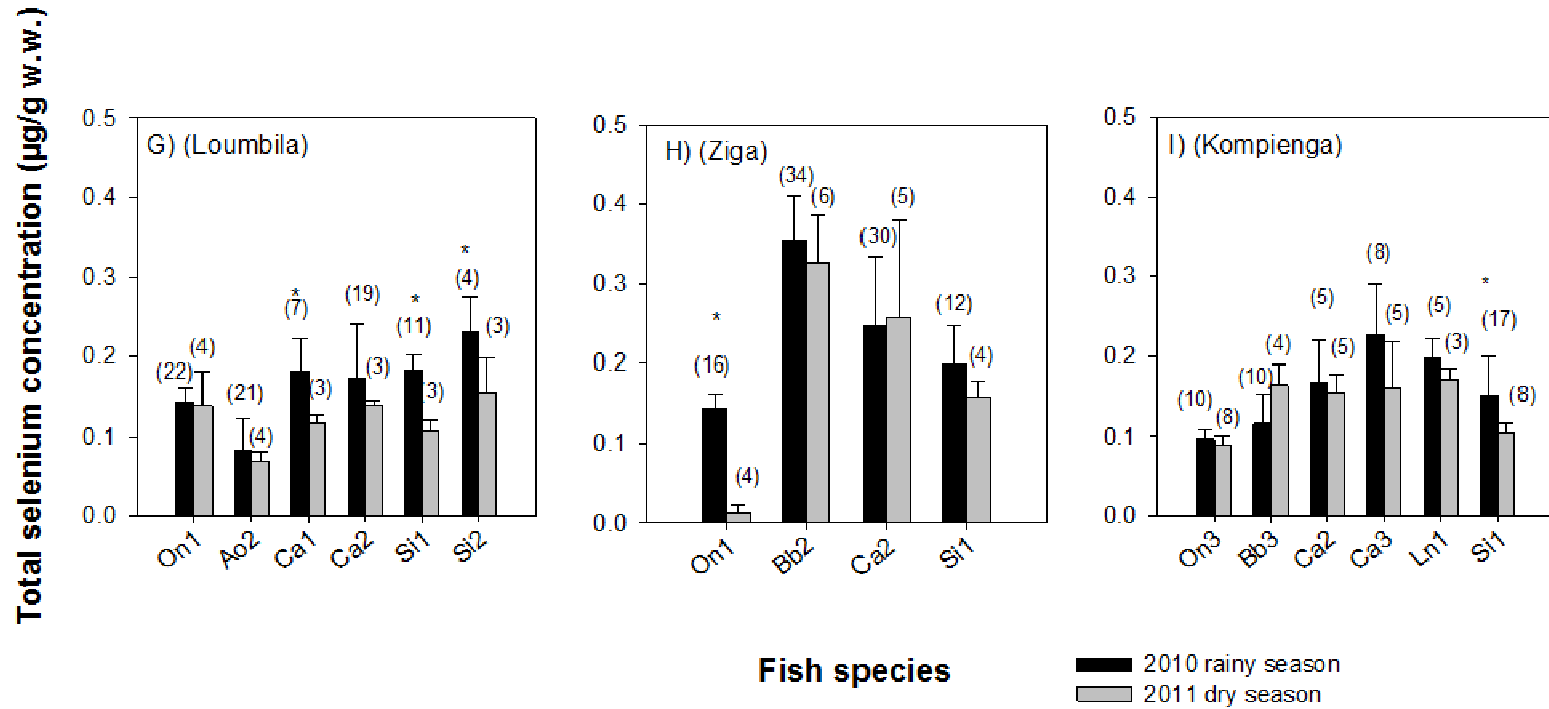 Total selenium concentration (µg/g w.w.)
G) (Loumbila)
0.5
0.4
0.3
0.2
0.1
0.0
(22)
(4)
(21)
(4)
*
(7)
(3)
(19)
(3)
*
(11)
(3)
*
(4)
(3)
On1
Ao2
Ca1
Ca2
Si1
Si2
H) (Ziga)
0.5
0.4
0.3
0.2
0.1
0.0
*
(16)
(4)
(34)
(6)
(30)
(5)
(12)
(4)
On1
Bb2
Ca2
Si1
I) (Kompienga)
0.5
0.4
0.3
0.2
0.1
0.0
(10)
(8)
(10)
(4)
(5)
(5)
(8)
(5)
(5)
(3)
*
(17)
(8)
On3
Bb3
Ca2
Ca3
Ln1
Si1
Fish species
2010 rainy season
2011 dry season